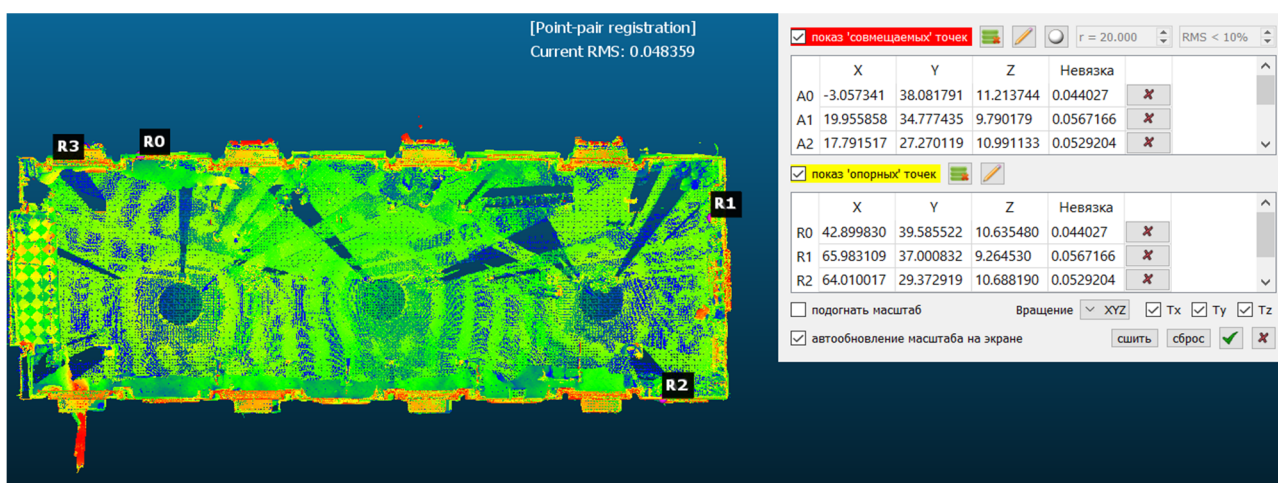 [Point-pair registration]
Current RMS: 0.048359
R3
R0
R1
R2
показ 'совмещаемых' точек r = 20.000 RMS < 10%
X Y Z Невязка
A0 -3.057341 38.081791 11.213744 0.044027
A1 19.955858 34.777435 9.790179 0.0567166
A2 17.791517 27.270119 10.991133 0.0529204
показ 'опорных' точек
X Y Z Невязка
R0 42.899830 39.585522 10.635480 0.044027
R1 65.983109 37.000832 9.264530 0.0567166
R2 64.010017 29.372919 10.688190 0.0529204
подогнать масштаб Вращение XYZ Tx Ty Tz
автообновление масштаба на экране сшить сброс